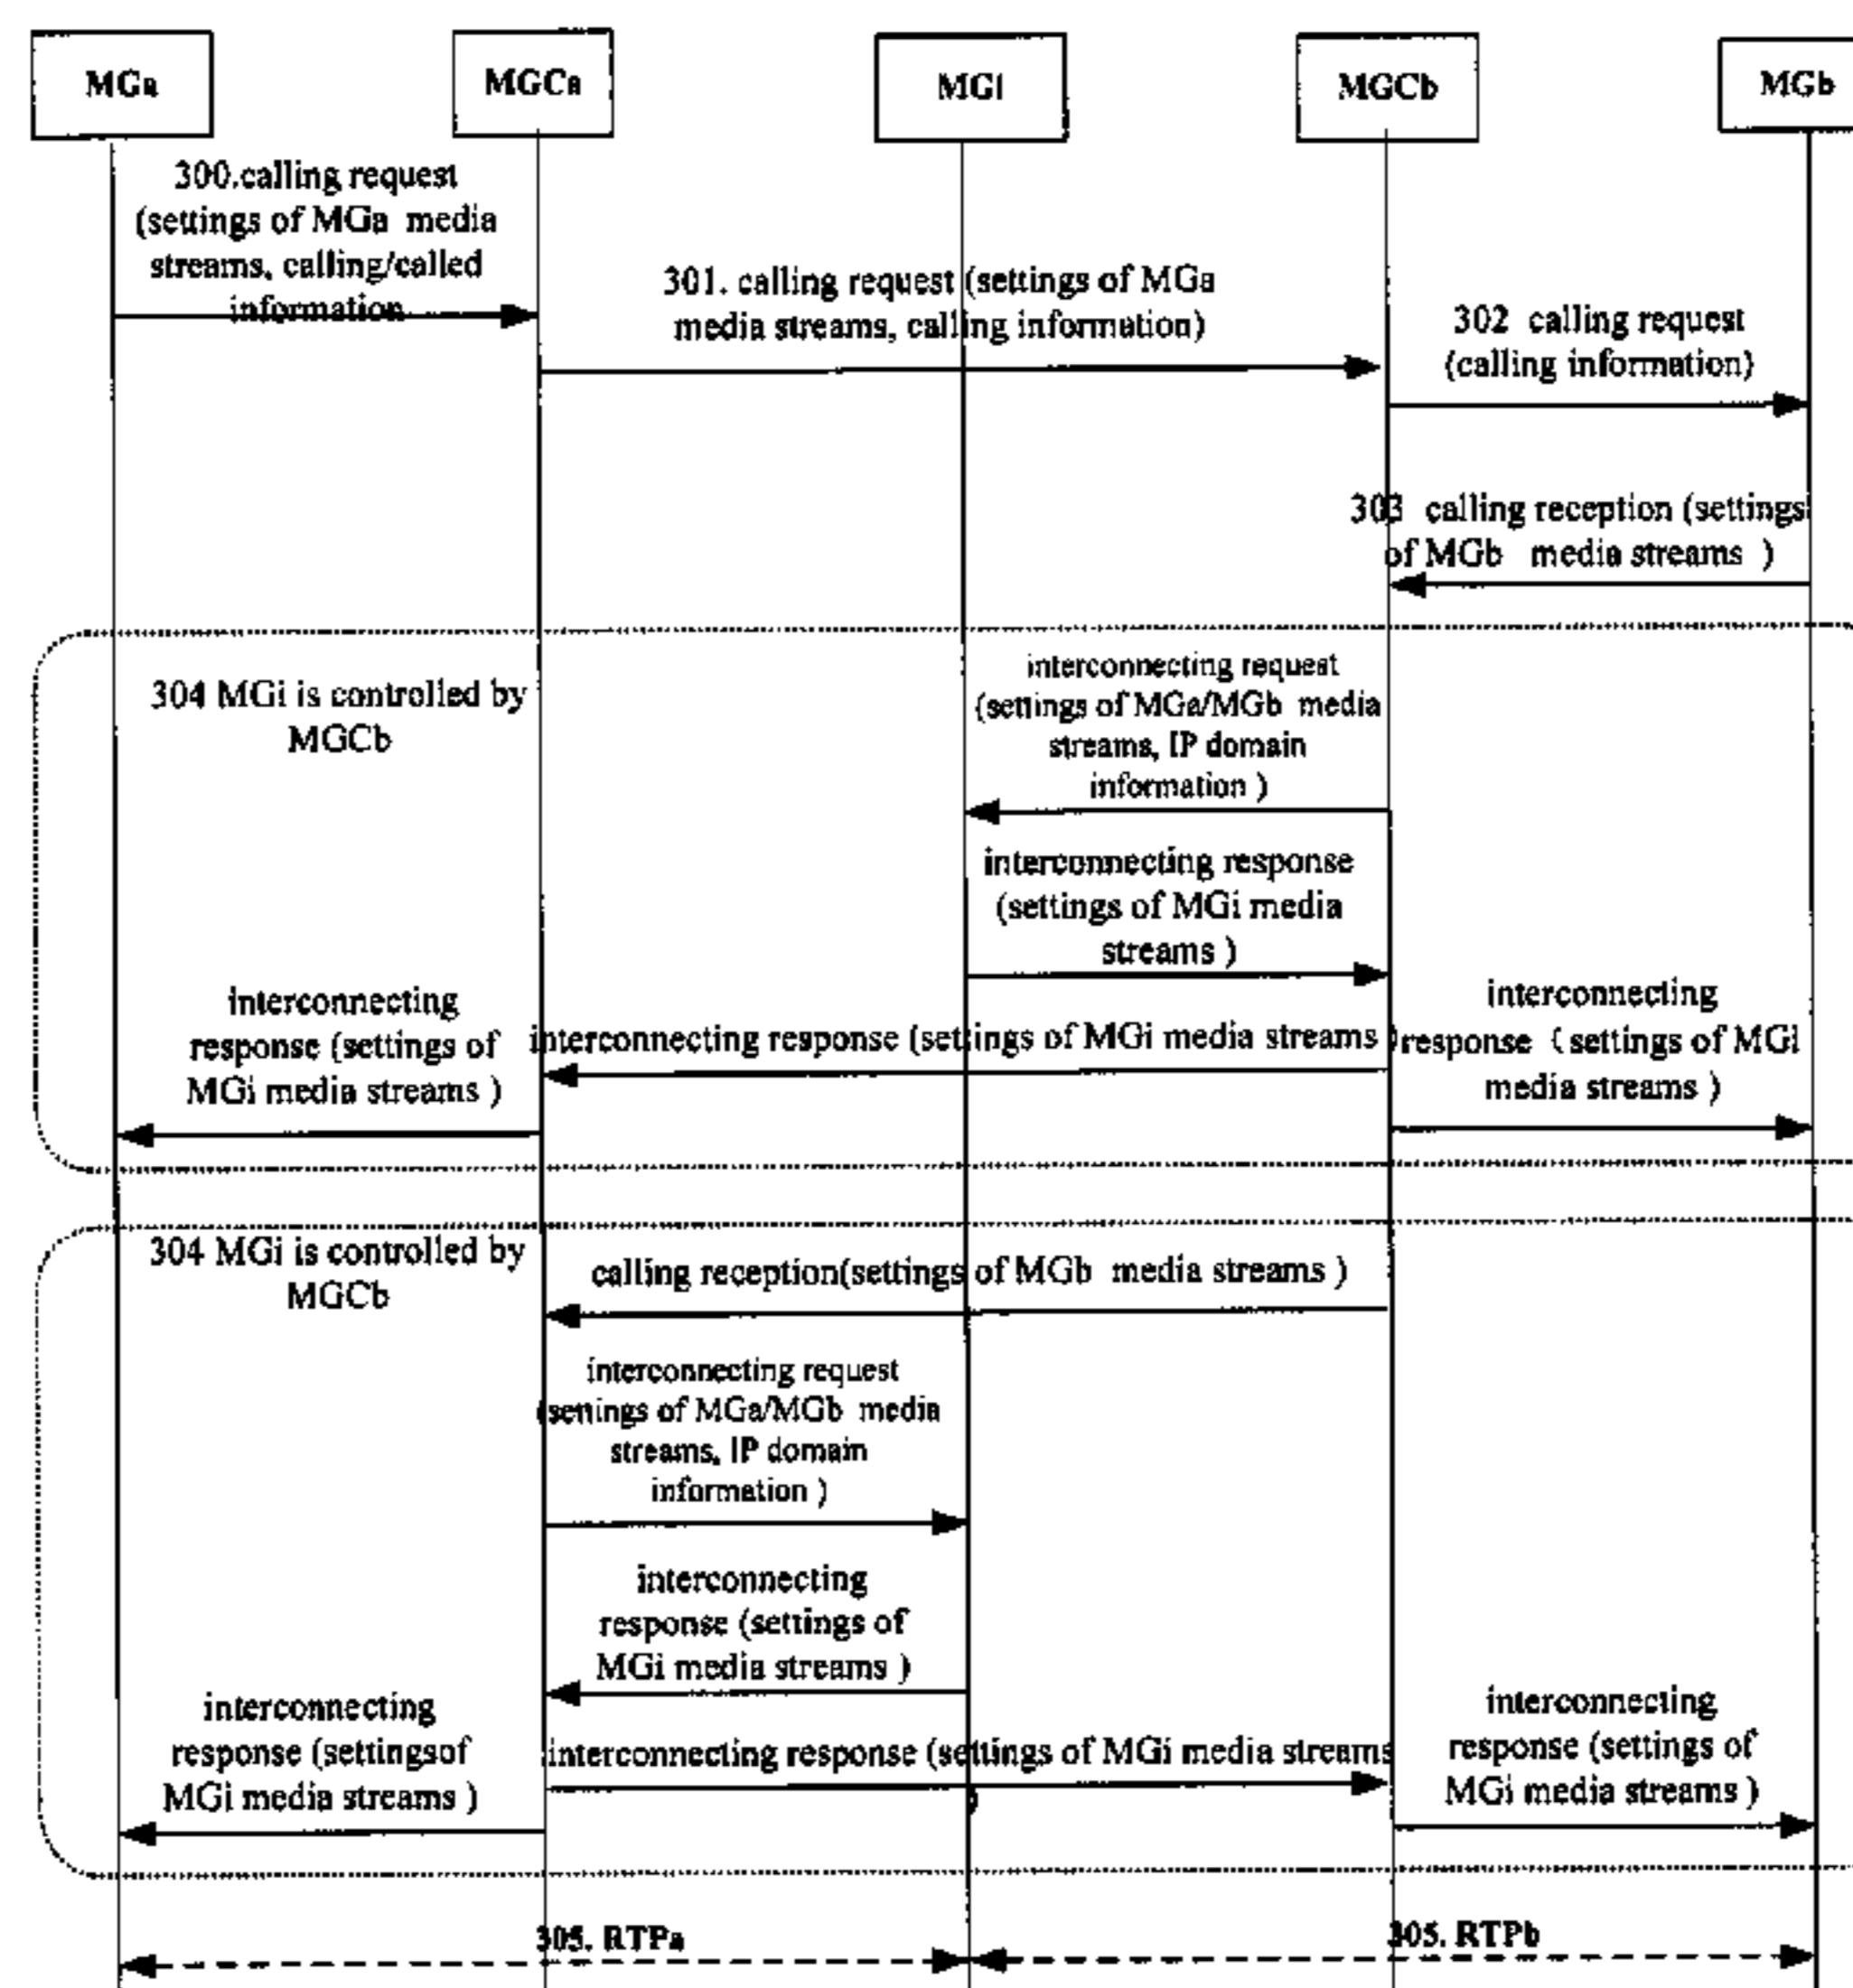 MGa
MGCa
MGI
MGCb
MGb
300.calling request
(settings of MGa media
streams, calling/called
information
301. calling request (settings of MGa
media streams, calling information)
302 calling request
(calling information)
303 calling reception (settings
of MGb media streams )
304 MGi is controlled by
MGCb
interconnecting request
(settings of MGa/MGb media
streams, IP domain
information )
interconnecting response
(settings of MGi media
streams )
interconnecting
response (settings of
MGi media streams )
interconnecting response (settings of MGi media streams )
interconnecting
response ( settings of MGI
media streams )
304 MGi is controlled by
MGCb
calling reception(settings of MGb media streams )
interconnecting request
(settings of MGa/MGb media
streams, IP domain
information )
interconnecting
response (settings of
MGi media streams )
interconnecting
response (settingsof
MGi media streams )
interconnecting response (settings of MGi media streams
)
interconnecting
response (settings of
MGi media streams )
305. RTPa
305. RTPb